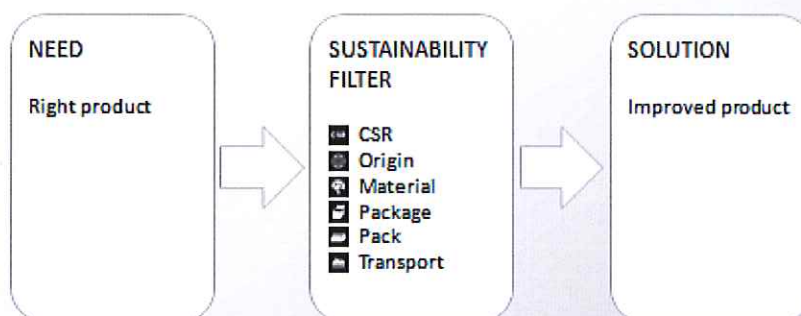 NEED
Right product
SUSTAINABILITY
FILTER
CSR
Origin
Material
Package
Pack
Transport
SOLUTION
Improved product